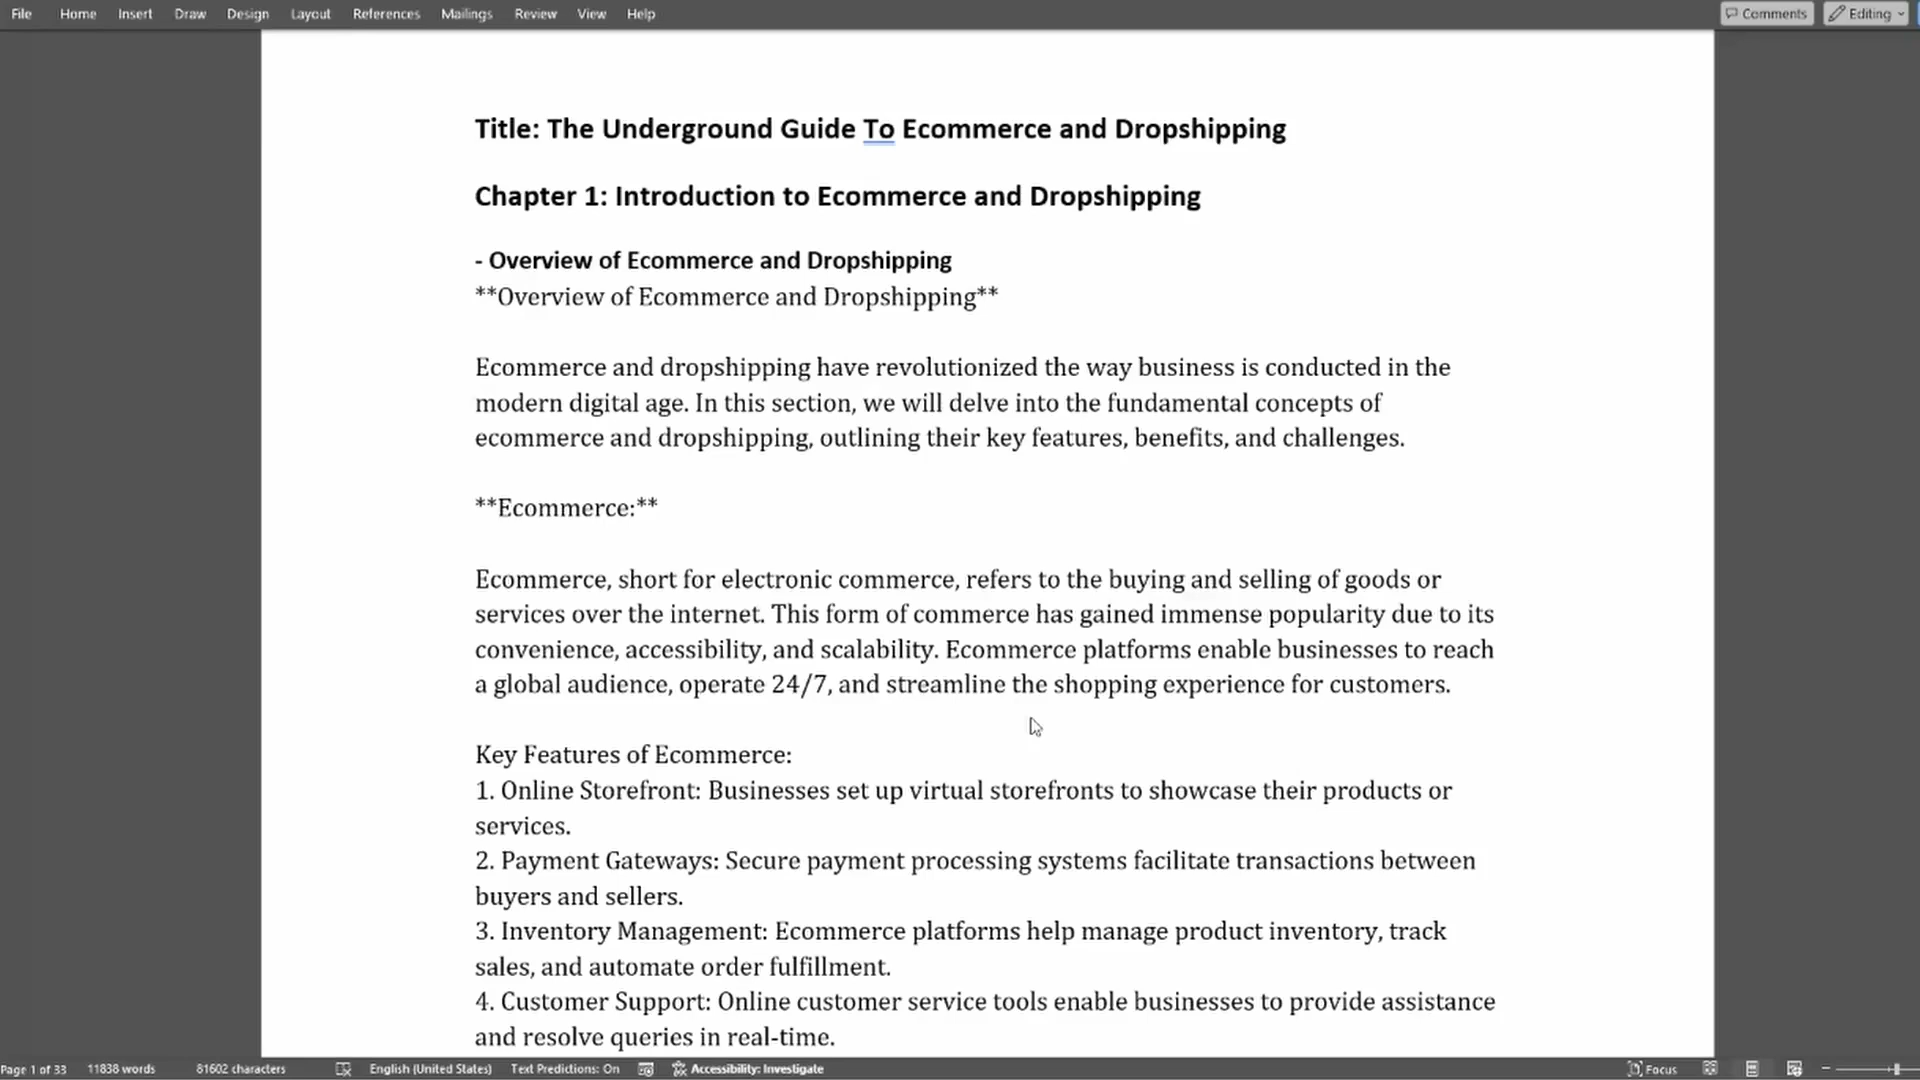 File Home Insert Draw Design Layout References Mailings Review View Help Comments Editing
Title: The Underground Guide To Ecommerce and Dropshipping
Chapter 1: Introduction to Ecommerce and Dropshipping
- Overview of Ecommerce and Dropshipping
**Overview of Ecommerce and Dropshipping**
Ecommerce and dropshipping have revolutionized the way business is conducted in the
modern digital age. In this section, we will delve into the fundamental concepts of
ecommerce and dropshipping, outlining their key features, benefits, and challenges.
**Ecommerce:**
Ecommerce, short for electronic commerce, refers to the buying and selling of goods or
services over the internet. This form of commerce has gained immense popularity due to its
convenience, accessibility, and scalability. Ecommerce platforms enable businesses to reach
a global audience, operate 24/7, and streamline the shopping experience for customers.
Key Features of Ecommerce:
1. Online Storefront: Businesses set up virtual storefronts to showcase their products or
services.
2. Payment Gateways: Secure payment processing systems facilitate transactions between
buyers and sellers.
3. Inventory Management: Ecommerce platforms help manage product inventory, track
sales, and automate order fulfillment.
4. Customer Support: Online customer service tools enable businesses to provide assistance
and resolve queries in real-time.
Page 1 of 33 11838 words 81602 characters English (United States) Text Predictions: On Accessibility: Investigate Focus